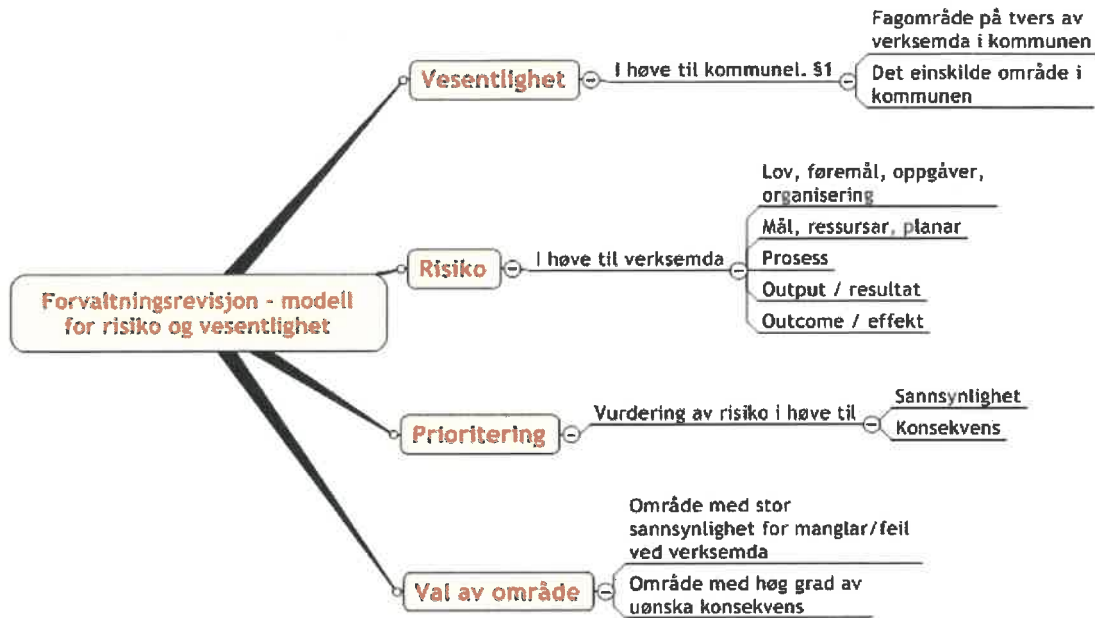 Forvaltningsrevisjon - modell
for risiko og vesentlighet
Vesentlighet
I høve til kommunel. §1
Fagområde på tvers av
verksemda i kommunen
Det einskilde område i
kommunen
Risiko
I høve til verksemda
Lov, føremål, oppgåver,
organisering
Mål, ressursar, planar
Prosess
Output / resultat
Outcome / effekt
Prioritering
Vurdering av risiko i høve til
Sannsynlighet
Konsekvens
Val av område
Område med stor
sannsynlighet for manglar/feil
ved verksemda
Område med høg grad av
uønska konsekvens